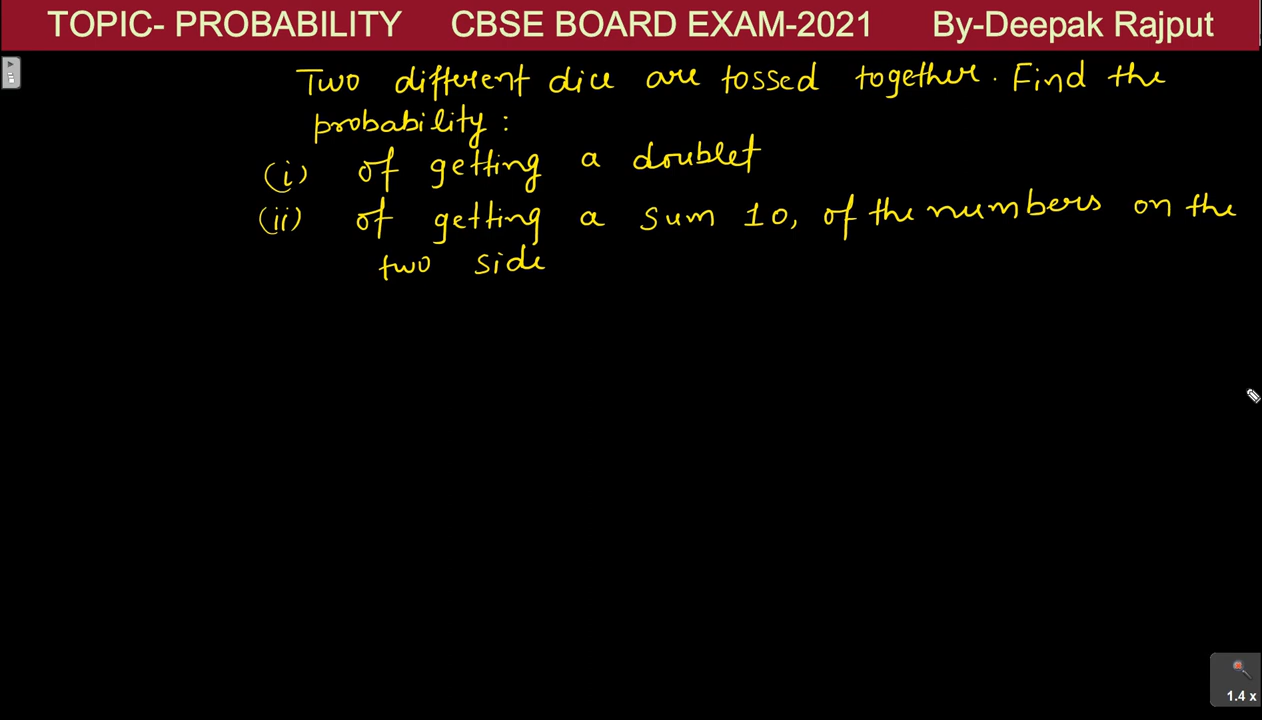 TOPIC- PROBABILITY CBSE BOARD EXAM-2021 By-Deepak Rajput
Two different dice are tossed together. Find the
probability:
(i) of getting a doublet
(ii) of getting a sum 10, of the numbers on the
two side
1.4 x